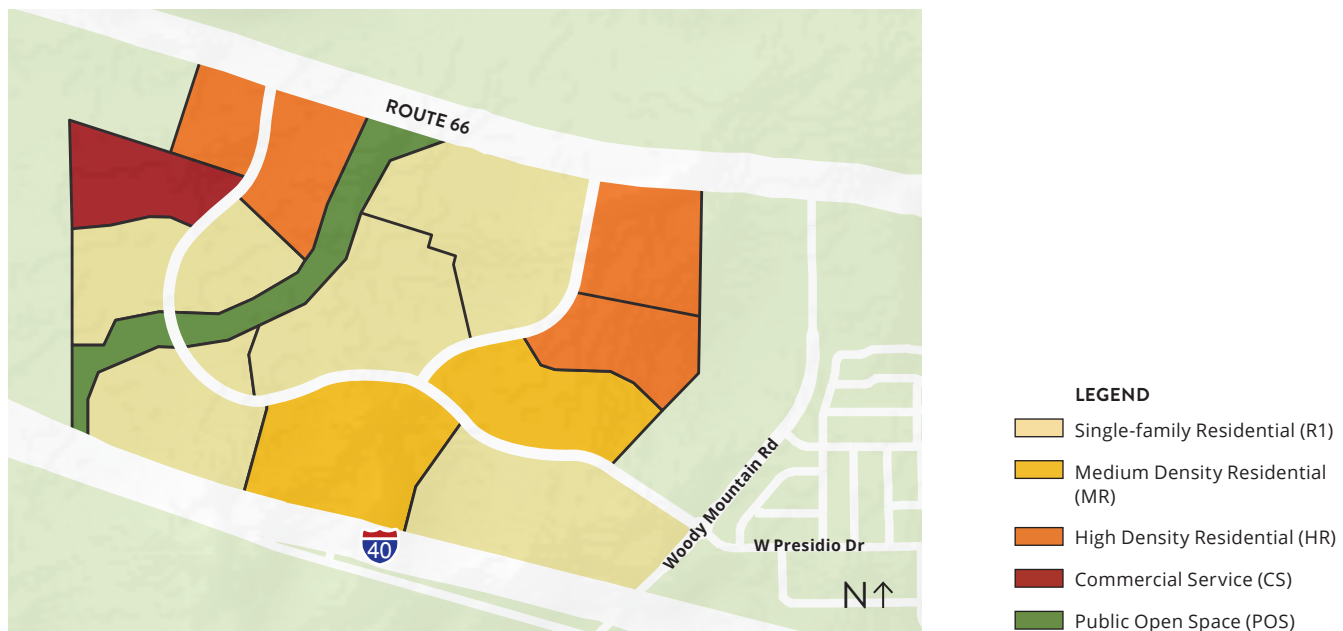 ROUTE 66
Woody Mountain Rd
W Presidio Dr
40
N↑
LEGEND
Single-family Residential (R1)
Medium Density Residential
(MR)
High Density Residential (HR)
Commercial Service (CS)
Public Open Space (POS)